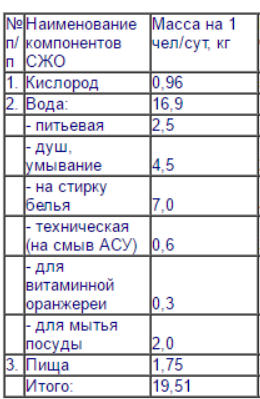 № Наименование Масса на 1
п/ компонентов чел/сут, кг
п СЖО
1. Кислород 0,96
2. Вода: 16,9
- питьевая 2,5
- душ,
умывание 4,5
- на стирку
белья 7,0
- техническая
(на смыв АСУ) 0,6
- для
витаминной
оранжереи 0,3
- для мытья
посуды 2,0
3. Пища 1,75
Итого: 19,51